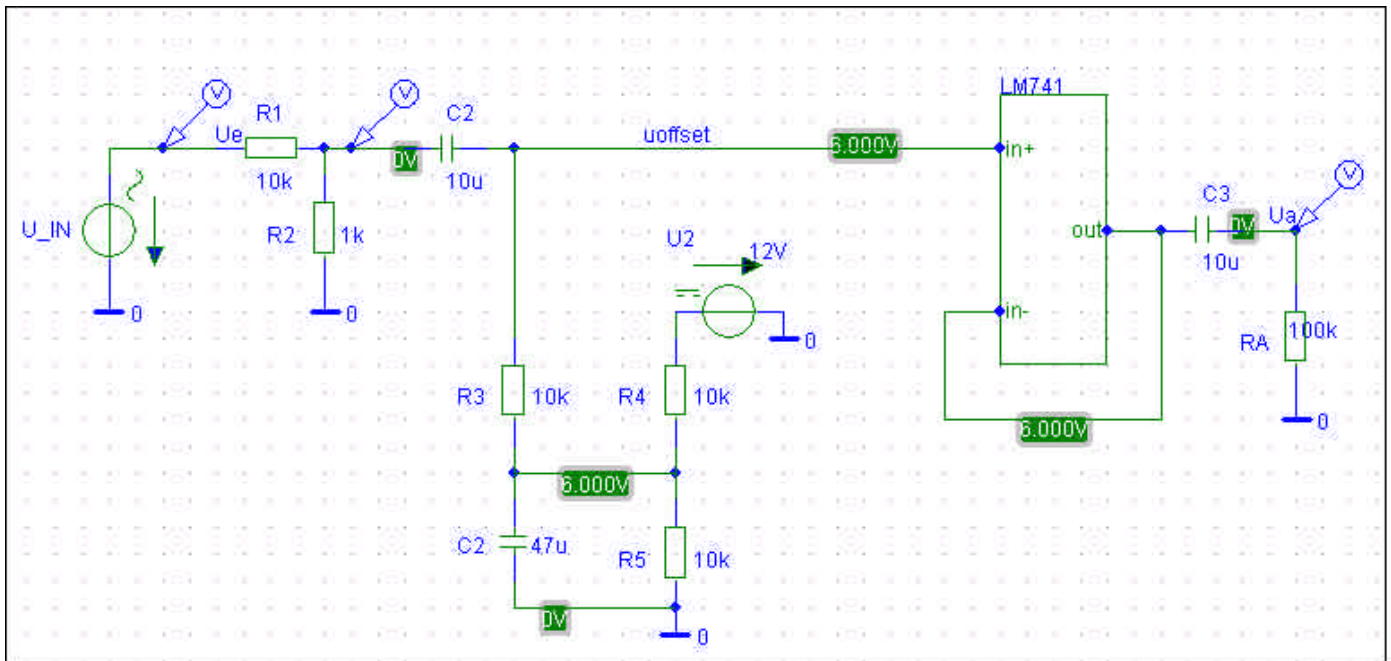 LM741
V
V
R1
C2
Ue
uoffset
6.000V
in+
0V
10k
10u
V
C3
U_IN
R2
1k
U2
12V
out
0V
Ua
10u
0
0
in-
0
RA
100k
R3
10k
R4
10k
6.000V
0
6.000V
C2
47u
R5
10k
0V
0